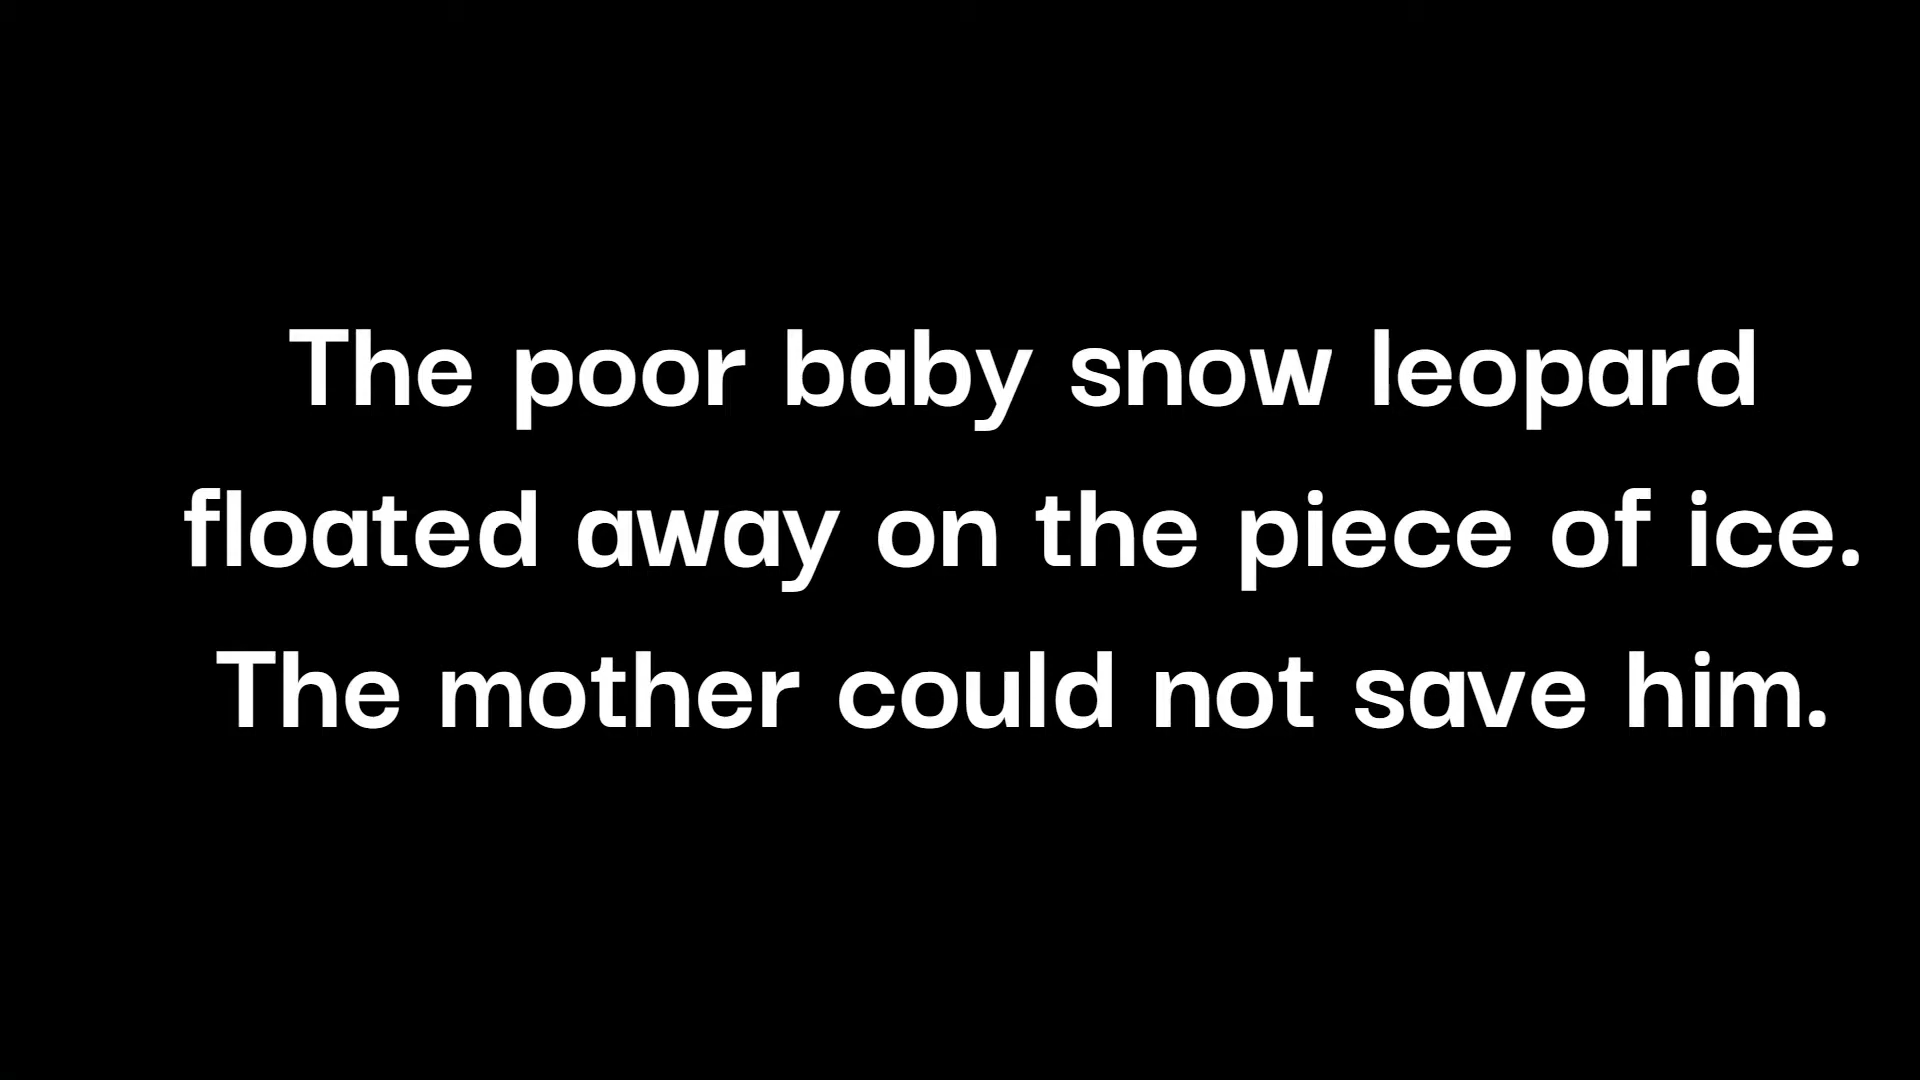 The poor baby snow leopard
floated away on the piece of ice.
The mother could not save him.